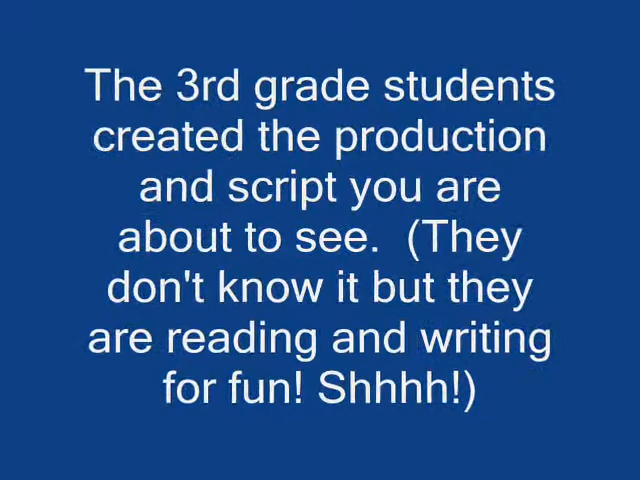 The 3rd grade students
created the production
and script you are
about to see.  (They
don't know it but they
are reading and writing
for fun! Shhhh!)